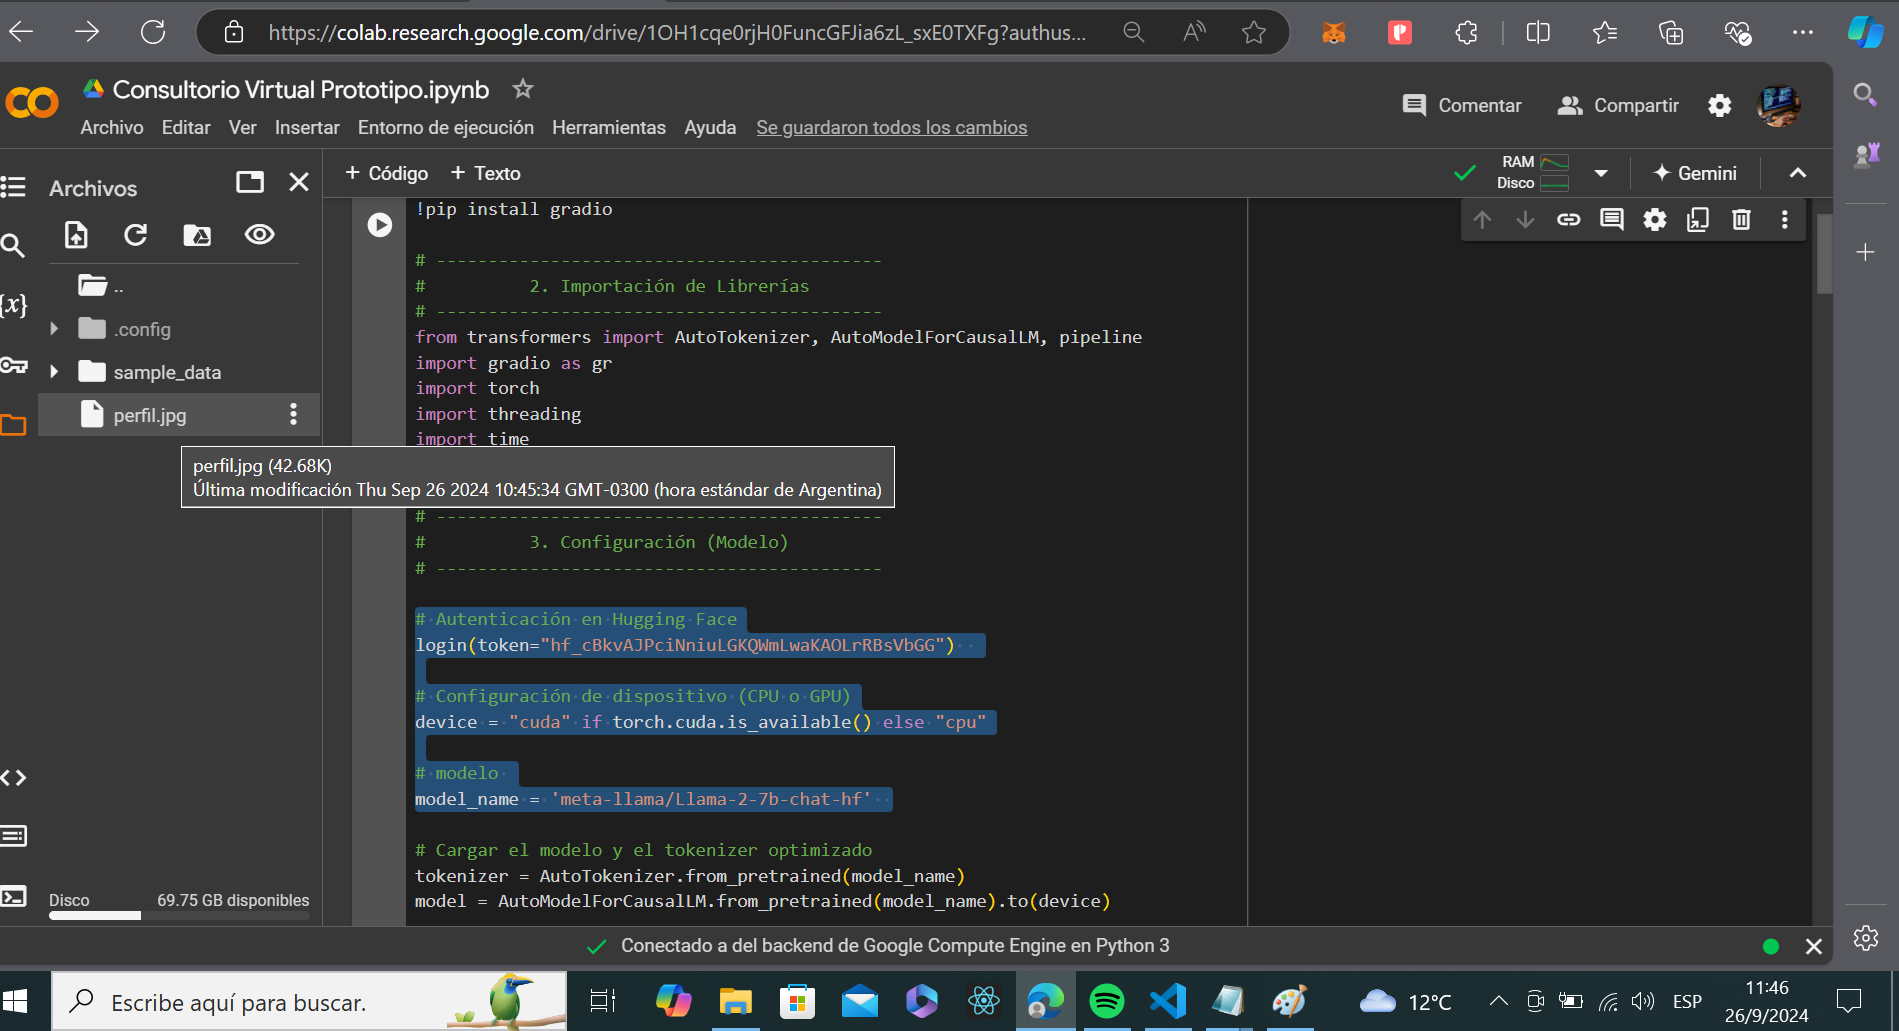 https://colab.research.google.com/drive/1OH1cqe0rjH0FuncGFJia6zL_sxE0TXFg?authus...
Consultorio Virtual Prototipo.ipynb
Comentar
Compartir
Archivo Editar Ver Insertar Entorno de ejecución Herramientas Ayuda Se guardaron todos los cambios
Archivos
+ Código + Texto
RAM
Disco
Gemini
..
.config
sample_data
perfil.jpg
perfil.jpg (42.68K)
Última modificación Thu Sep 26 2024 10:45:34 GMT-0300 (hora estándar de Argentina)
Disco 69.75 GB disponibles
{x}
!pip install gradio
# -------------------------------------------
# 2. Importación de Librerías
# -------------------------------------------
from transformers import AutoTokenizer, AutoModelForCausalLM, pipeline
import gradio as gr
import torch
import threading
import time
# -------------------------------------------
# 3. Configuración (Modelo)
# -------------------------------------------
# Autenticación en Hugging Face
login(token="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")
# Configuración de dispositivo (CPU o GPU)
device = "cuda" if torch.cuda.is_available() else "cpu"
# modelo
model_name = 'meta-llama/Llama-2-7b-chat-hf'
# Cargar el modelo y el tokenizer optimizado
tokenizer = AutoTokenizer.from_pretrained(model_name)
model = AutoModelForCausalLM.from_pretrained(model_name).to(device)
Conectado a del backend de Google Compute Engine en Python 3
Escribe aquí para buscar.
12°C
ESP
11:46
26/9/2024